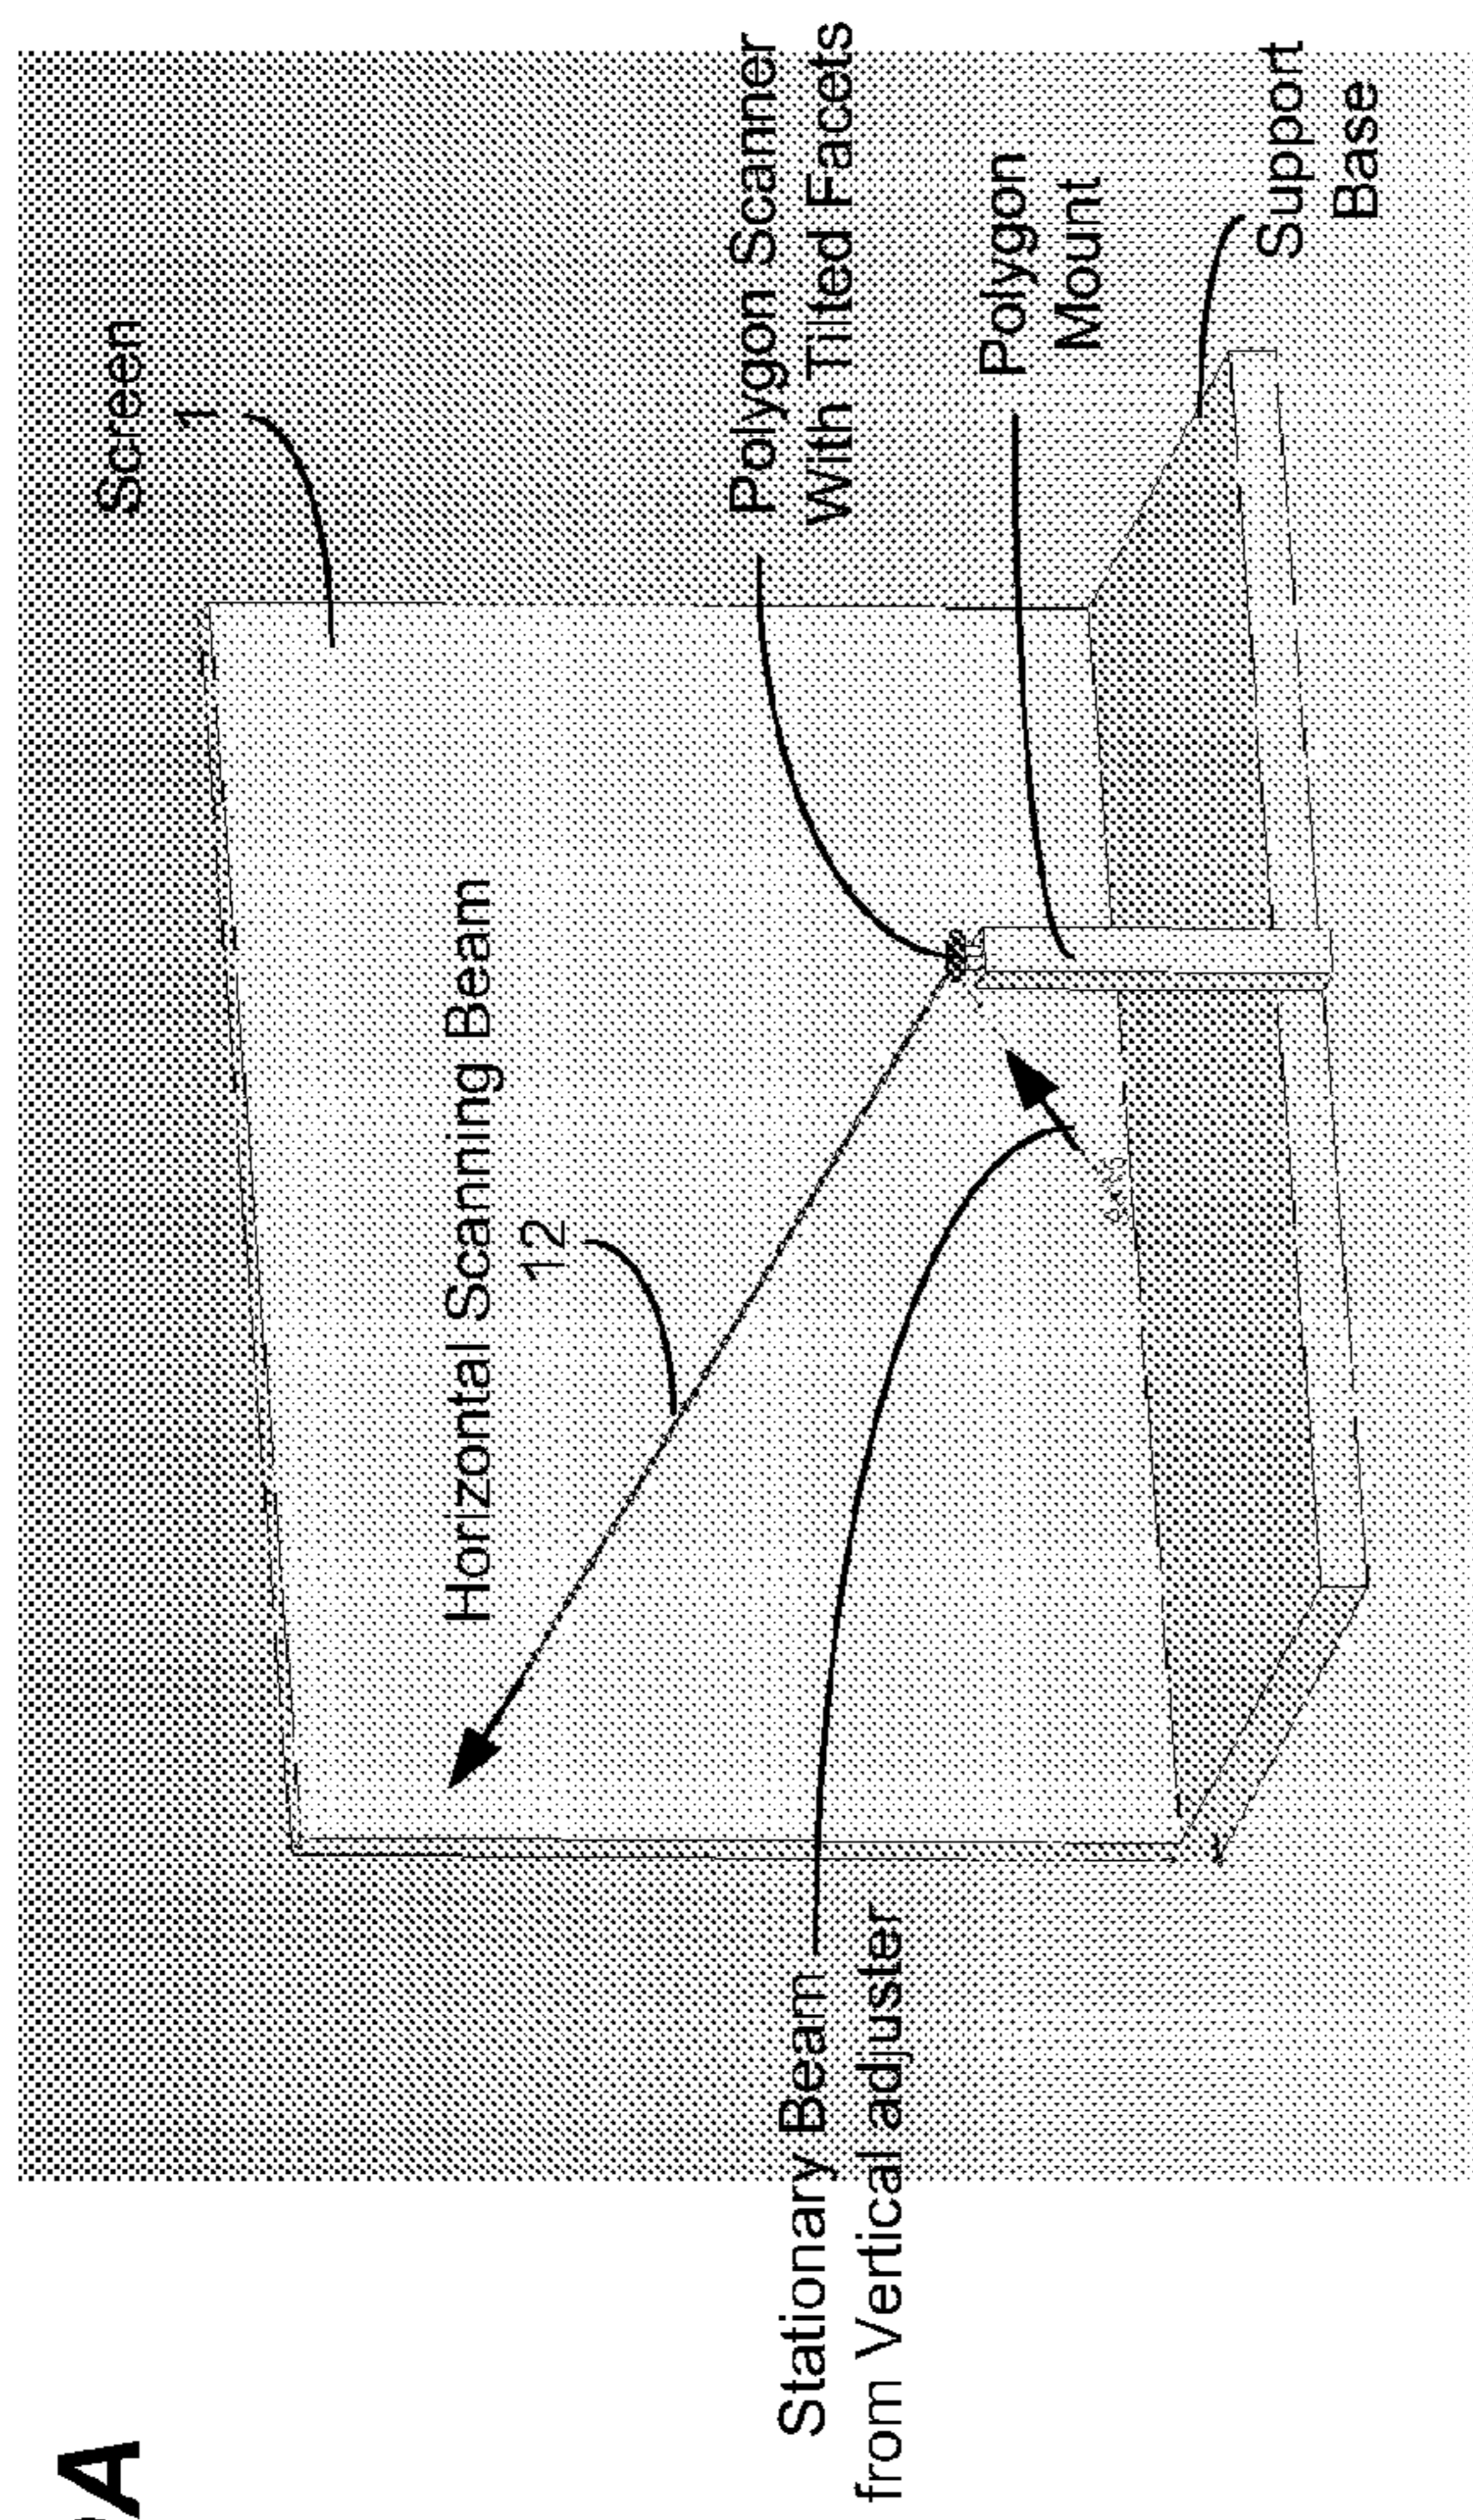 Screen
1
Horizontal Scanning Beam
12
Polygon Scanner
With Tilted Facets
Stationary Beam
from Vertical adjuster
Polygon
Mount
Support
Base